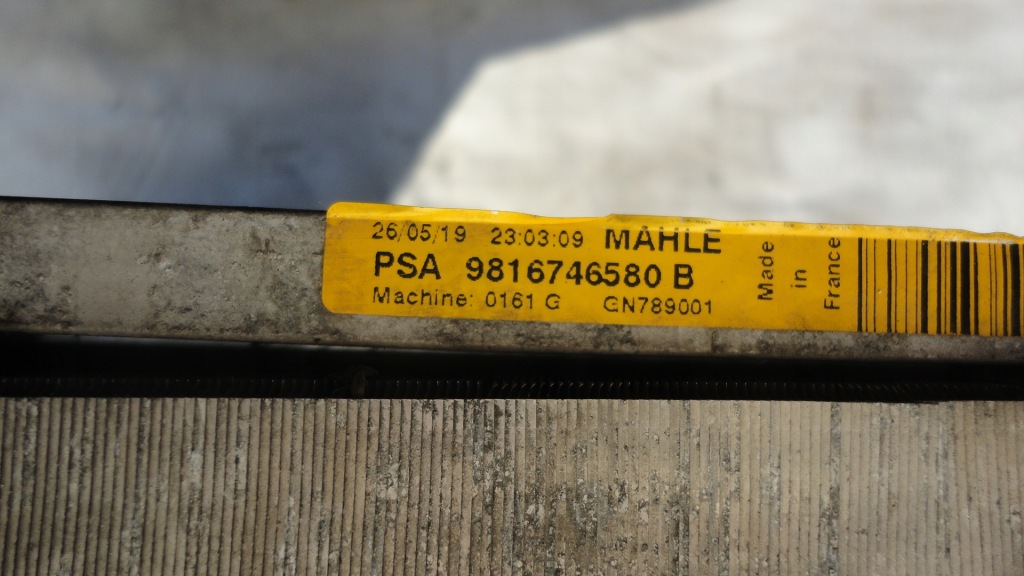 26/05/19 23:03:09 MAHLE
PSA 9816746580 B
Machine: 0161 G GN789001
Made
in
France